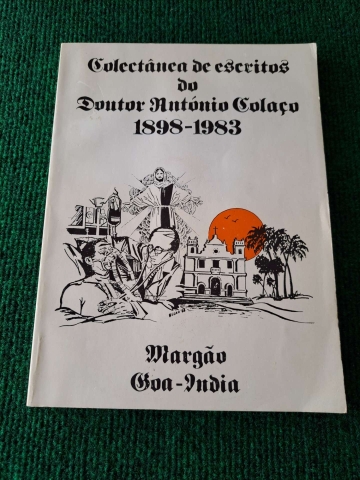 Colectânea de escritos
do
Doutor António Colaço
1898-1983
Margão
Goa-India